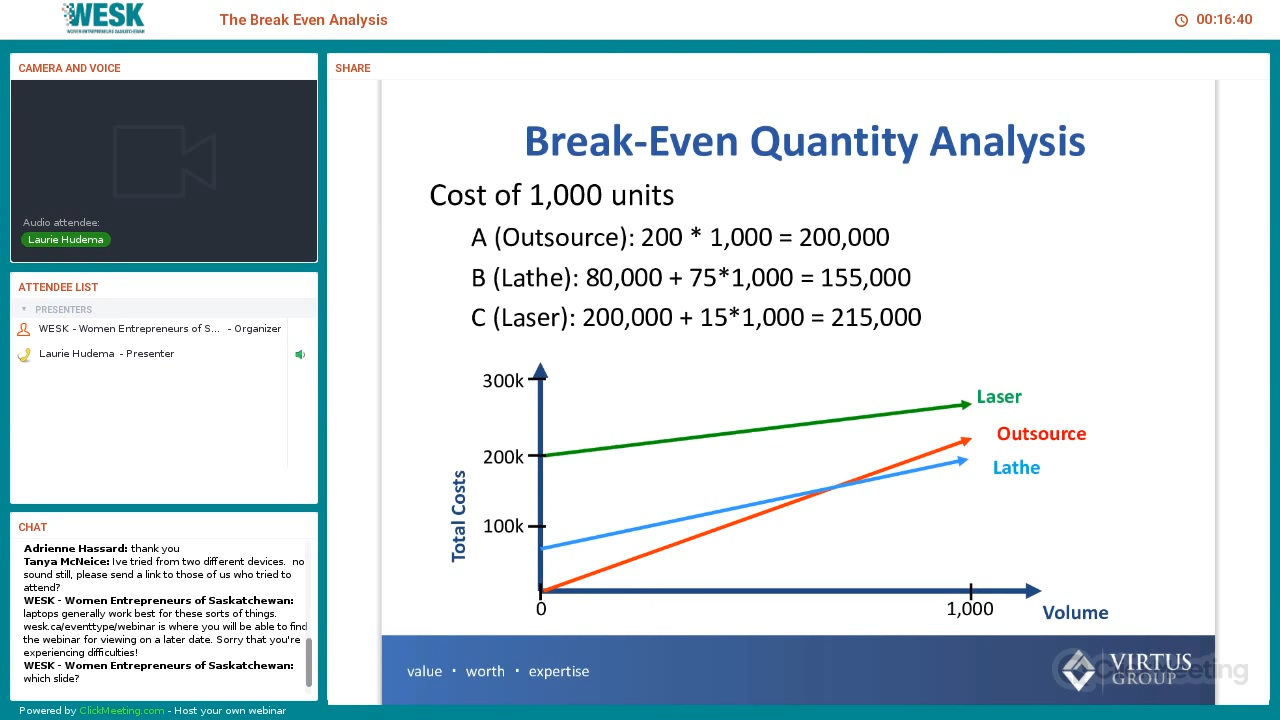 WESK
WOMEN ENTREPRENEURS SASKATCHEWAN
The Break Even Analysis
00:16:40
CAMERA AND VOICE
Audio attendee:
Laurie Hudema
ATTENDEE LIST
PRESENTERS
WESK - Women Entrepreneurs of S... - Organizer
Laurie Hudema - Presenter
CHAT
Adrienne Hassard: thank you
Tanya McNeice: Ive tried from two different devices. no
sound still, please send a link to those of us who tried to
attend?
WESK - Women Entrepreneurs of Saskatchewan:
laptops generally work best for these sorts of things.
wesk.ca/eventtype/webinar is where you will be able to find
the webinar for viewing on a later date. Sorry that you're
experiencing difficulties!
WESK - Women Entrepreneurs of Saskatchewan:
which slide?
Powered by ClickMeeting.com - Host your own webinar
SHARE
Break-Even Quantity Analysis
Cost of 1,000 units
A (Outsource): 200 * 1,000 = 200,000
B (Lathe): 80,000 + 75*1,000 = 155,000
C (Laser): 200,000 + 15*1,000 = 215,000
300k
200k
100k
Total Costs
Laser
Outsource
Lathe
0
1,000
Volume
value · worth · expertise
VIRTUS
GROUP
ClickMeeting